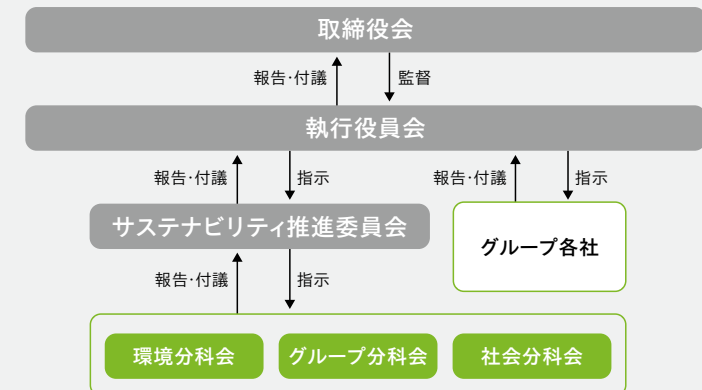 取締役会
報告・付議
監督
執行役員会
報告・付議
指示
報告・付議
指示
サステナビリティ推進委員会
グループ各社
報告・付議
指示
環境分科会
グループ分科会
社会分科会